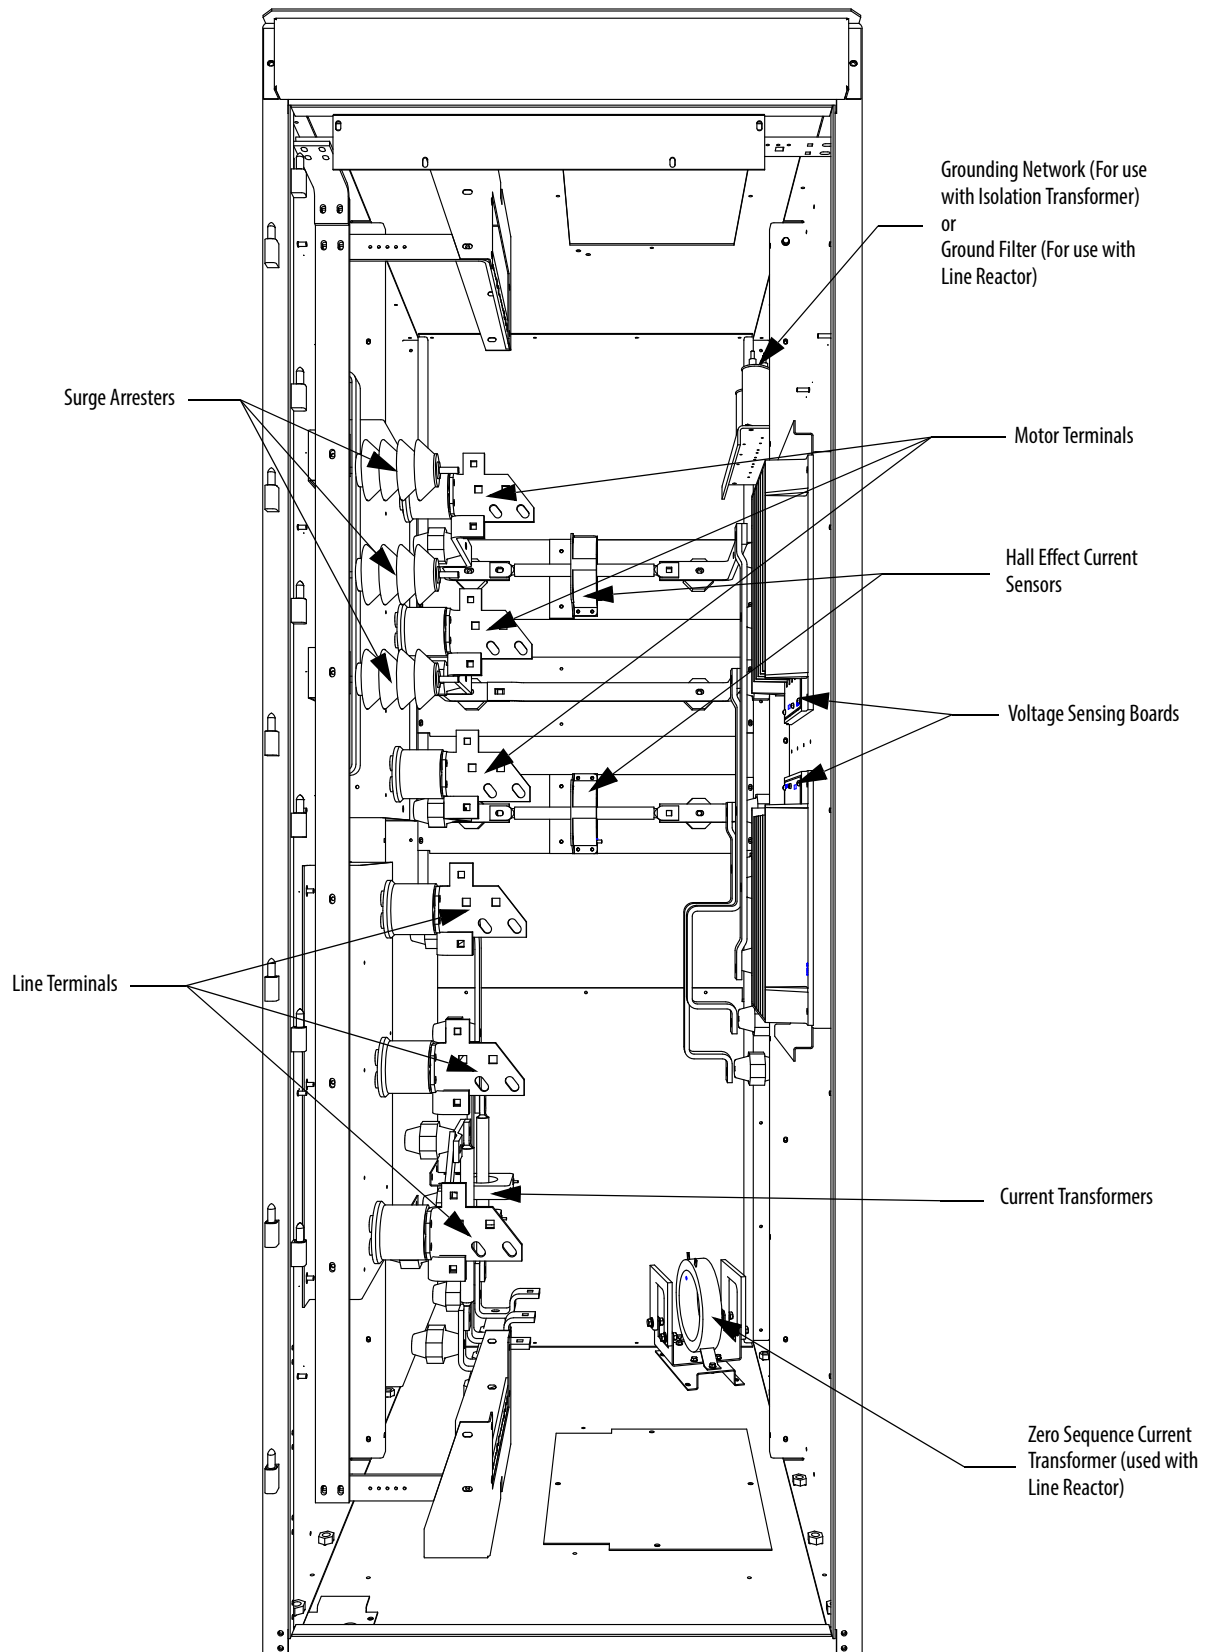 Grounding Network (For use
with Isolation Transformer)
or
Ground Filter (For use with
Line Reactor)
Surge Arresters
Motor Terminals
Hall Effect Current
Sensors
Voltage Sensing Boards
Line Terminals
Current Transformers
Zero Sequence Current
Transformer (used with
Line Reactor)